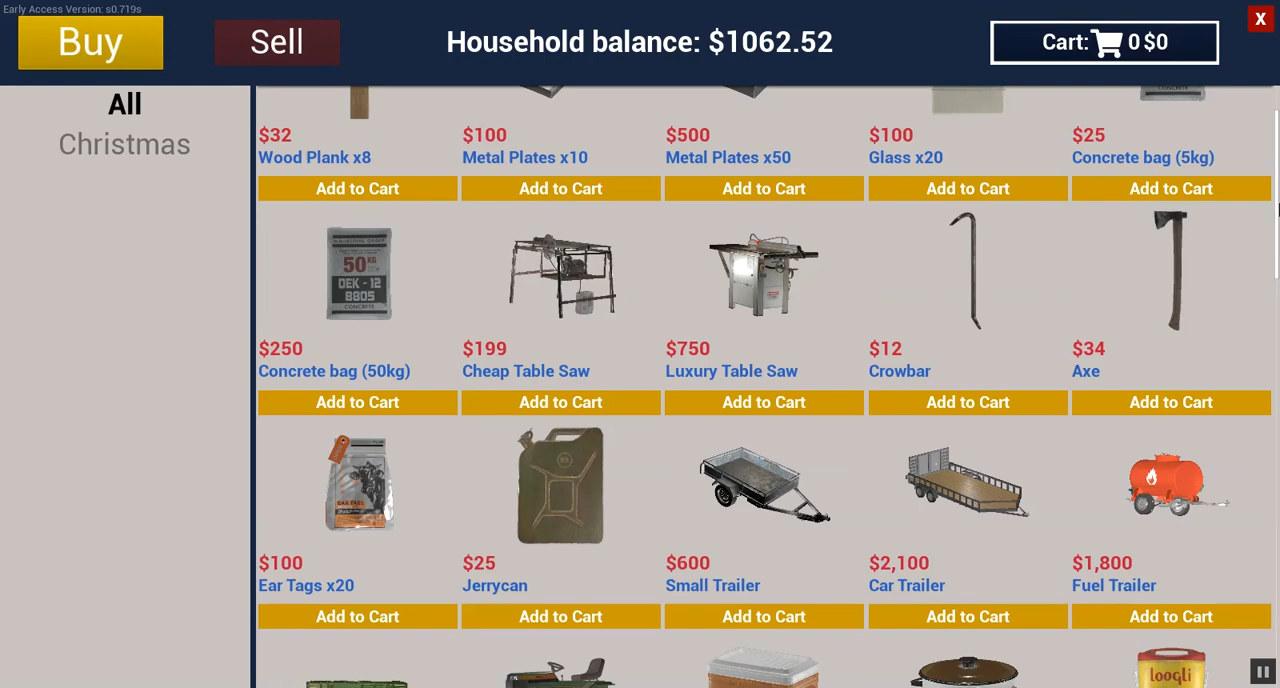 Early Access Version: s0.719s
Buy
Sell
Household balance: $1062.52
Cart: 0 $0
X
All
Christmas
$32
Wood Plank x8
Add to Cart
$100
Metal Plates x10
Add to Cart
$500
Metal Plates x50
Add to Cart
$100
Glass x20
Add to Cart
$25
Concrete bag (5kg)
Add to Cart
50 KG
DEK - 12
8805
CONCRETE
$250
Concrete bag (50kg)
Add to Cart
$199
Cheap Table Saw
Add to Cart
$750
Luxury Table Saw
Add to Cart
$12
Crowbar
Add to Cart
$34
Axe
Add to Cart
EAR TAGS
$100
Ear Tags x20
Add to Cart
$25
Jerrycan
Add to Cart
$600
Small Trailer
Add to Cart
$2,100
Car Trailer
Add to Cart
$1,800
Fuel Trailer
Add to Cart
loogli